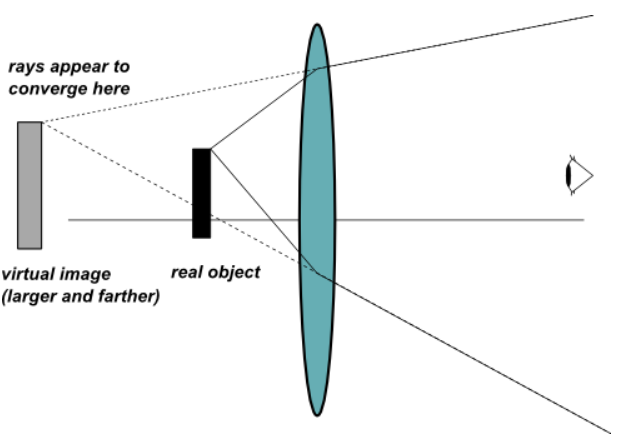 rays appear to
converge here
virtual image
(larger and farther)
real object